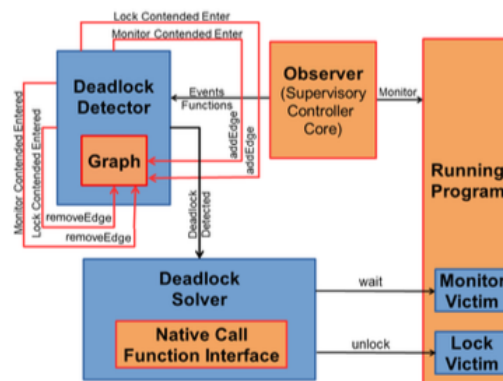 Lock Contended Enter
Monitor Contended Enter
Deadlock
Detector
Graph
Monitor Contended Entered
Lock Contended Entered
removeEdge
removeEdge
addEdge
addEdge
Events
Functions
Observer
(Supervisory
Controller
Core)
Monitor
Running
Program
Deadlock
Detected
Deadlock
Solver
Native Call
Function Interface
wait
unlock
Monitor
Victim
Lock
Victim